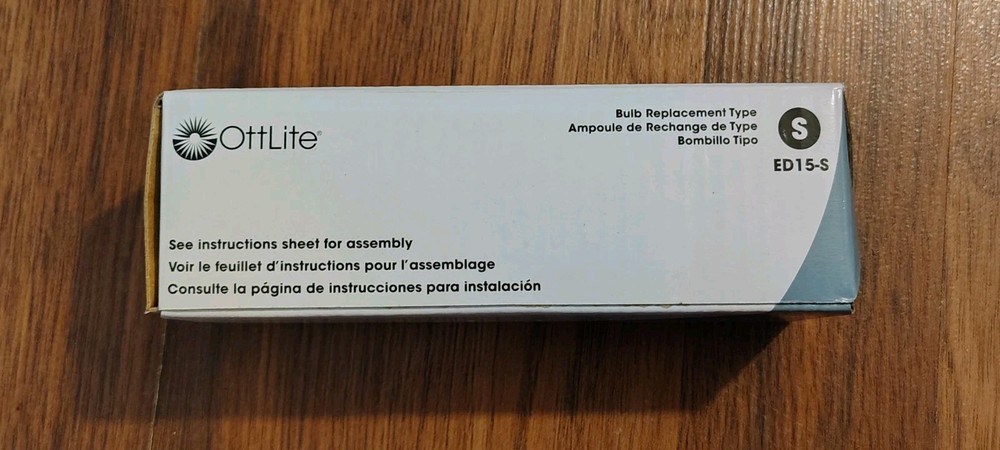 OttLite®
Bulb Replacement Type
Ampoule de Rechange de Type
Bombillo Tipo
S
ED15-S
See instructions sheet for assembly
Voir le feuillet d'instructions pour l'assemblage
Consulte la página de instrucciones para instalación